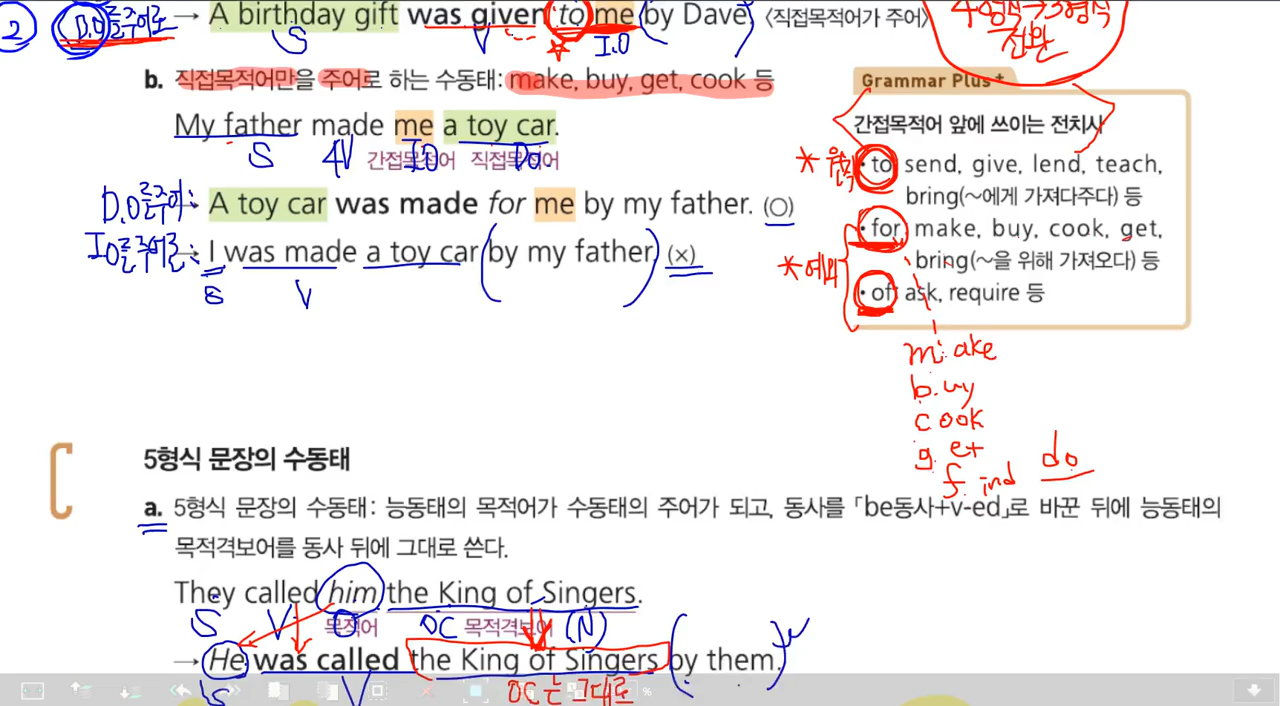 ② D.O를 주어로 → A birthday gift was given to me by Dave. 〈직접목적어가 주어〉
S V I.O
4형식→3형식
전환
b. 직접목적어만을 주어로 하는 수동태: make, buy, get, cook 등
My father made me a toy car.
간접목적어 직접목적어
S 4V IO DO
D.O를 주어: A toy car was made for me by my father. (○)
IO를 주어로: → I was made a toy car by my father (×)
S V
Grammar Plus +
간접목적어 앞에 쓰이는 전치사
• to send, give, lend, teach,
bring(~에게 가져다주다) 등
• for make, buy, cook, get,
bring(~을 위해 가져오다) 등
• of ask, require 등
*예외
make
buy
cook
get
find do
C 5형식 문장의 수동태
a. 5형식 문장의 수동태: 능동태의 목적어가 수동태의 주어가 되고, 동사를 「be동사+v-ed」로 바꾼 뒤에 능동태의
목적격보어를 동사 뒤에 그대로 쓴다.
They called him the King of Singers.
목적어 목적격보어
S V O OC (N)
→ He was called the King of Singers by them.
S V OC는 그대로